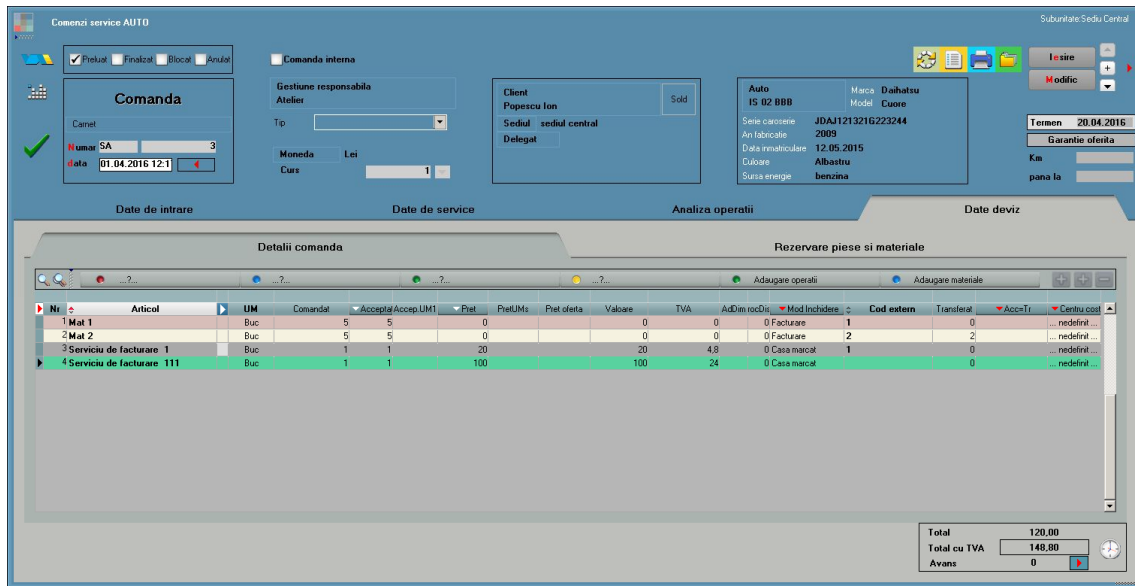 Comenzi service AUTO
Subunitate:Sediu Central
Preluat Finalizat Blocat Anulat
Comanda interna
Iesire
Modific
Comanda
Carnet
Numar SA 3
data 01.04.2016 12:1
Gestiune responsabila
Atelier
Tip
Moneda Lei
Curs 1
Client
Popescu Ion
Sold
Sediul sediul central
Delegat
Auto
IS 02 BBB
Marca Daihatsu
Model Cuore
Serie caroserie JDAJ121321G223244
An fabricatie 2009
Data inmatriculare 12.05.2015
Culoare Albastru
Sursa energie benzina
Termen 20.04.2016
Garantie oferita
Km
pana la
Date de intrare Date de service Analiza operatii Date deviz
Detalii comanda Rezervare piese si materiale
...?... ...?... ...?... ...?... Adaugare operatii Adaugare materiale
Nr Articol UM Comandat Accepta Accep.UM1 Pret PretUMs Pret oferta Valoare TVA AdDim rocDis Mod Inchidere Cod extern Transferat Acc=Tr Centru cost
1 Mat 1 Buc 5 5 0 0 0 0 Facturare 1 0 ... nedefinit ...
2 Mat 2 Buc 5 5 0 0 0 0 Facturare 2 2 ... nedefinit ...
3 Serviciu de facturare 1 Buc 1 1 20 20 4,8 0 Casa marcat 1 0 ... nedefinit ...
4 Serviciu de facturare 111 Buc 1 1 100 100 24 0 Casa marcat 0 ... nedefinit ...
Total 120,00
Total cu TVA 148,80
Avans 0